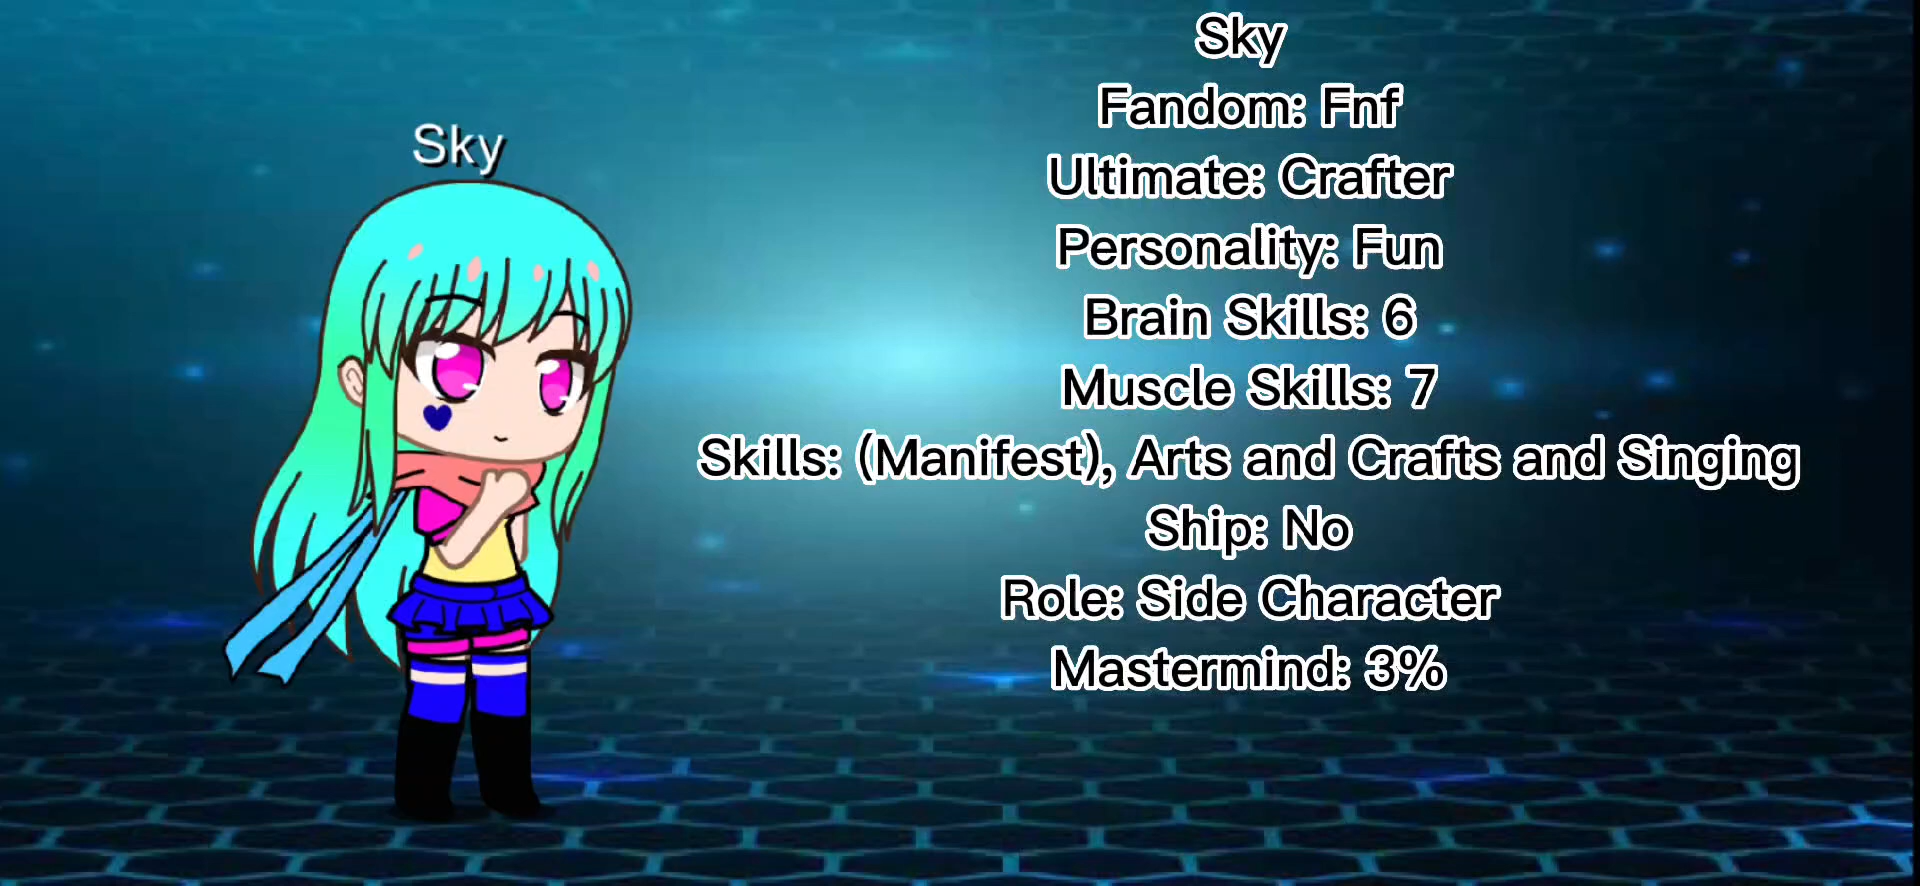 Sky
Sky
Fandom: Fnf
Ultimate: Crafter
Personality: Fun
Brain Skills: 6
Muscle Skills: 7
Skills: (Manifest), Arts and Crafts and Singing
Ship: No
Role: Side Character
Mastermind: 3%